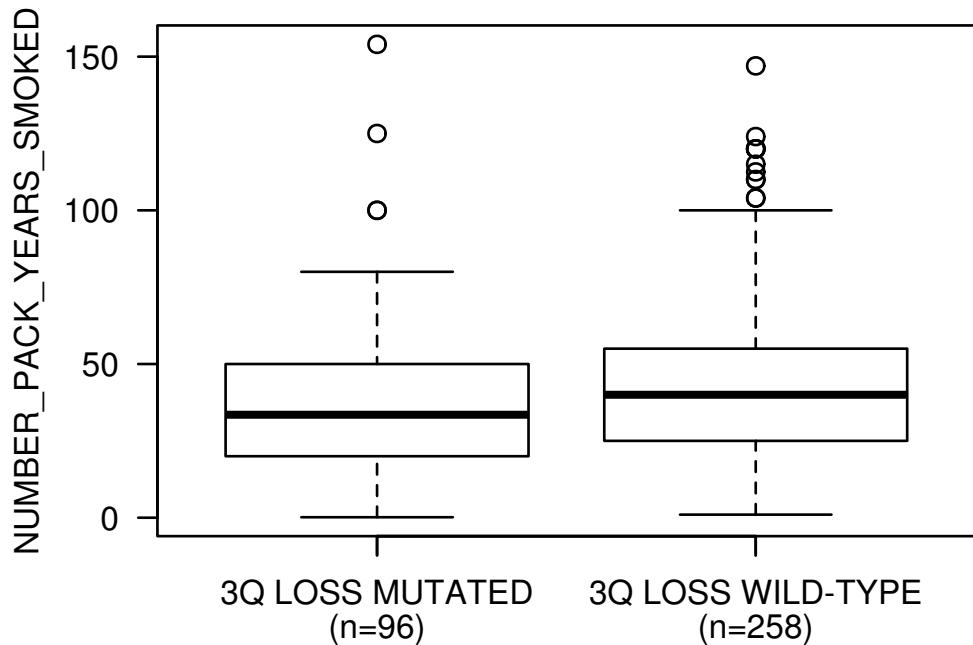 NUMBER_PACK_YEARS_SMOKED
150
100
50
0
3Q LOSS MUTATED
(n=96)
3Q LOSS WILD-TYPE
(n=258)